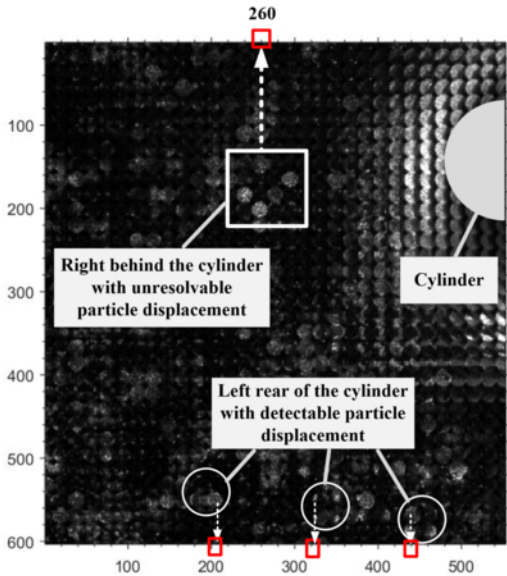 260
100
200
300
400
500
600
Right behind the cylinder
with unresolvable
particle displacement
Cylinder
Left rear of the cylinder
with detectable particle
displacement
100
200
300
400
500